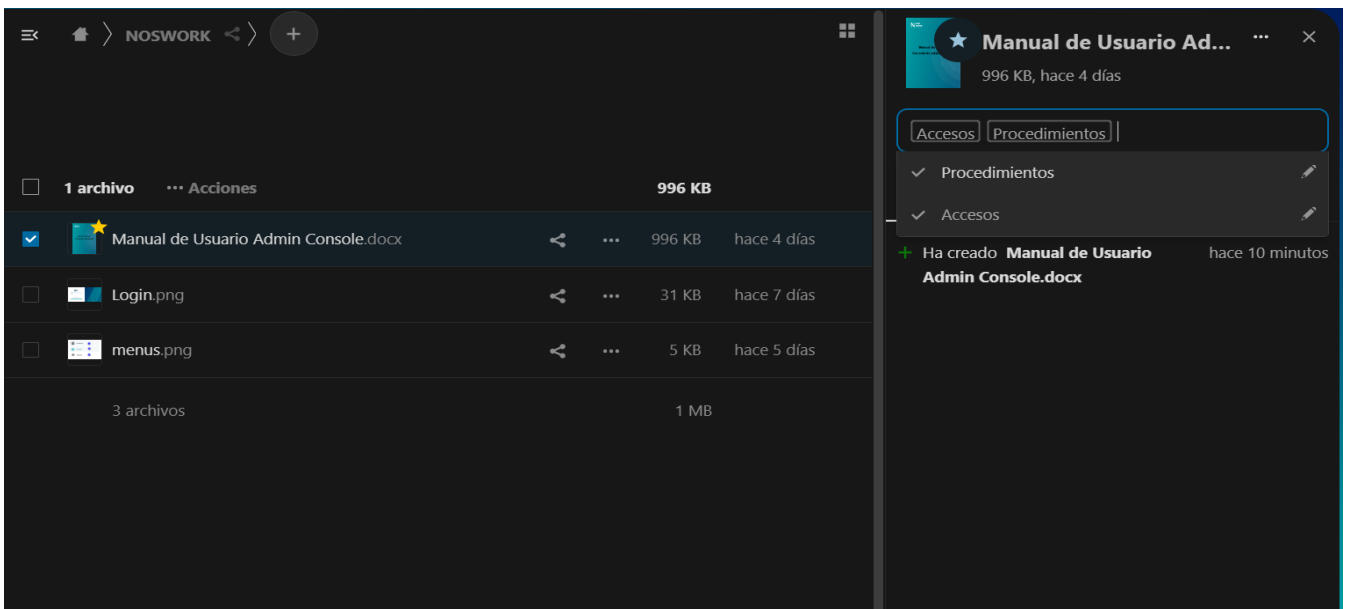 NOSWORK
1 archivo ··· Acciones 996 KB
Manual de Usuario Admin Console.docx 996 KB hace 4 días
Login.png 31 KB hace 7 días
menus.png 5 KB hace 5 días
3 archivos 1 MB
Manual de Usuario Ad...
996 KB, hace 4 días
Accesos Procedimientos
Procedimientos
Accesos
Ha creado Manual de Usuario hace 10 minutos
Admin Console.docx